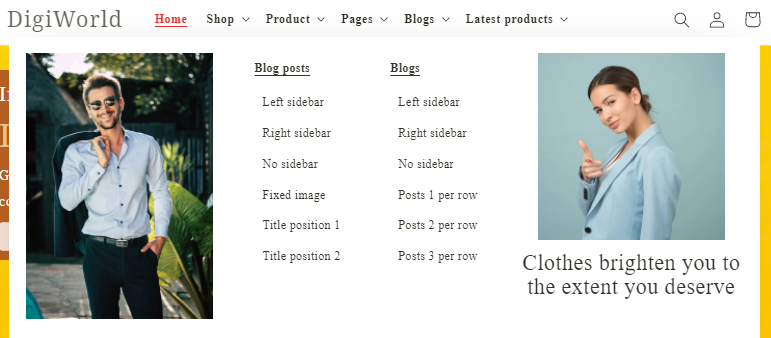 DigiWorld
Home Shop Product Pages Blogs Latest products
Blog posts
Left sidebar
Right sidebar
No sidebar
Fixed image
Title position 1
Title position 2
Blogs
Left sidebar
Right sidebar
No sidebar
Posts 1 per row
Posts 2 per row
Posts 3 per row
Clothes brighten you to
the extent you deserve